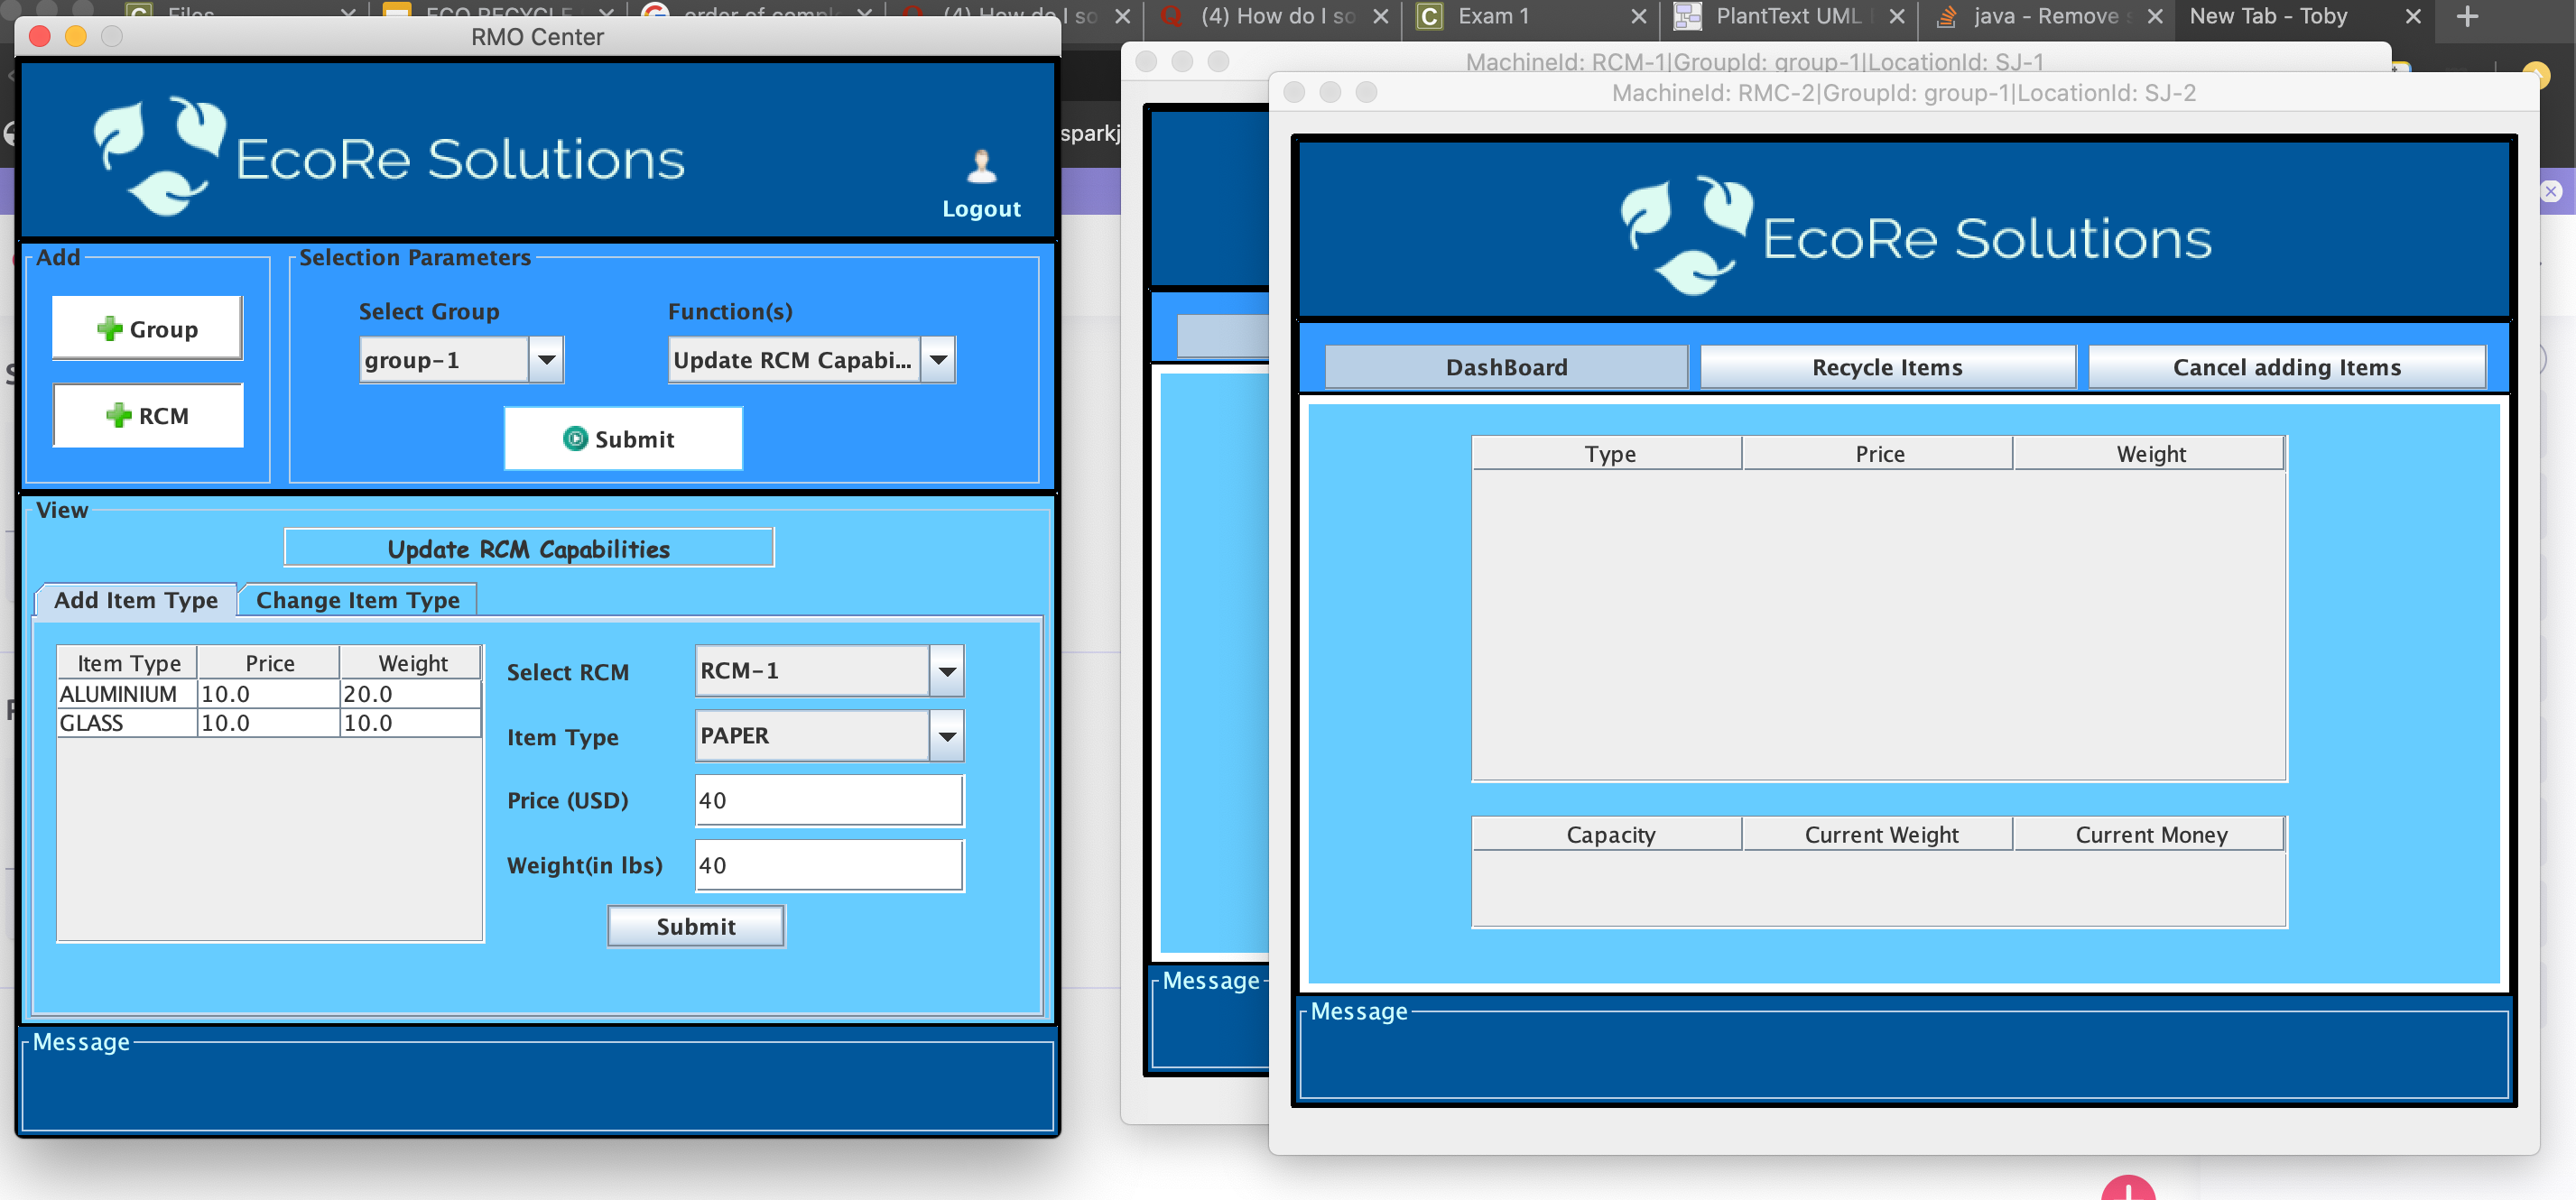 Files
ECO RECYCLE
order of compl
(4) How do I so
(4) How do I so
Exam 1
PlantText UML
java - Remove
New Tab - Toby
RMO Center
EcoRe Solutions
Logout
Add
Group
RCM
Selection Parameters
Select Group
Function(s)
group-1
Update RCM Capabi...
Submit
View
Update RCM Capabilities
Add Item Type
Change Item Type
Item Type Price Weight
ALUMINIUM 10.0 20.0
GLASS 10.0 10.0
Select RCM
RCM-1
Item Type
PAPER
Price (USD)
40
Weight(in lbs)
40
Submit
Message
sparkj
MachineId: RCM-1|GroupId: group-1|LocationId: SJ-1
Message
MachineId: RMC-2|GroupId: group-1|LocationId: SJ-2
EcoRe Solutions
DashBoard
Recycle Items
Cancel adding Items
Type Price Weight
Capacity Current Weight Current Money
Message